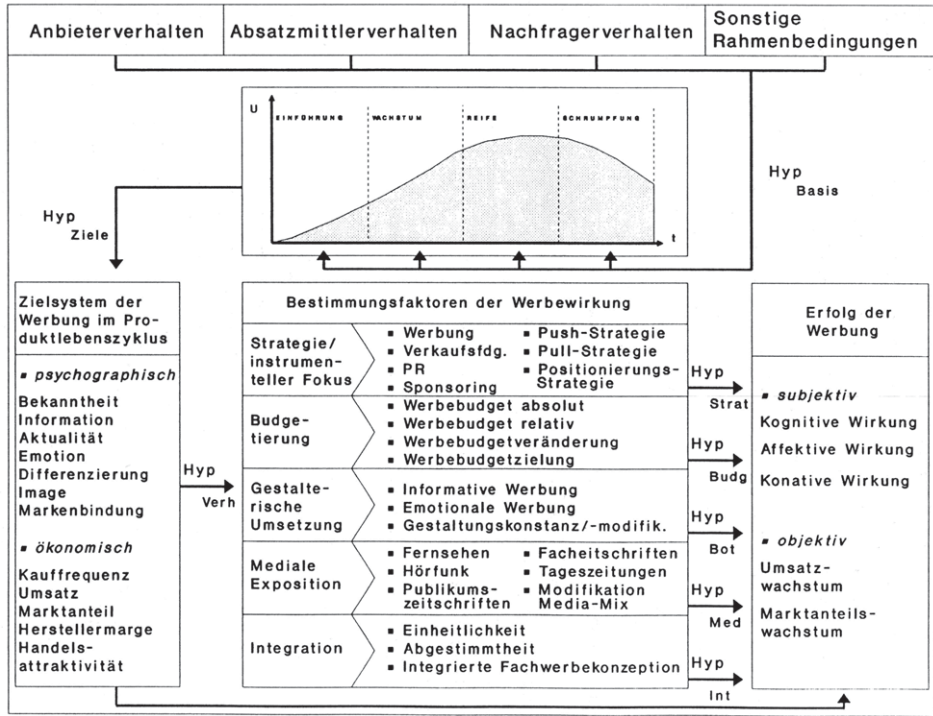 Anbieterverhalten
Absatzmittlerverhalten
Nachfragerverhalten
Sonstige
Rahmenbedingungen
U
EINFÜHRUNG
WACHSTUM
REIFE
SCHRUMPFUNG
t
Hyp
Basis
Hyp
Ziele
Zielsystem der
Werbung im Pro-
duktlebenszyklus
▪ psychographisch
Bekanntheit
Information
Aktualität
Emotion
Differenzierung
Image
Markenbindung
▪ ökonomisch
Kauffrequenz
Umsatz
Marktanteil
Herstellermarge
Handels-
attraktivität
Hyp
Verh
Bestimmungsfaktoren der Werbewirkung
Strategie/
instrumen-
teller Fokus
▪ Werbung
▪ Verkaufsfdg.
▪ PR
▪ Sponsoring
▪ Push-Strategie
▪ Pull-Strategie
▪ Positionierungs-
Strategie
Budge-
tierung
▪ Werbebudget absolut
▪ Werbebudget relativ
▪ Werbebudgetveränderung
▪ Werbebudgetzielung
Gestalte-
rische
Umsetzung
▪ Informative Werbung
▪ Emotionale Werbung
▪ Gestaltungskonstanz/-modifik.
Mediale
Exposition
▪ Fernsehen
▪ Hörfunk
▪ Publikums-
zeitschriften
▪ Facheitschriften
▪ Tageszeitungen
▪ Modifikation
Media-Mix
Integration
▪ Einheitlichkeit
▪ Abgestimmtheit
▪ Integrierte Fachwerbekonzeption
Hyp
Strat
Hyp
Budg
Hyp
Bot
Hyp
Med
Hyp
Int
Erfolg der
Werbung
▪ subjektiv
Kognitive Wirkung
Affektive Wirkung
Konative Wirkung
▪ objektiv
Umsatz-
wachstum
Marktanteils-
wachstum